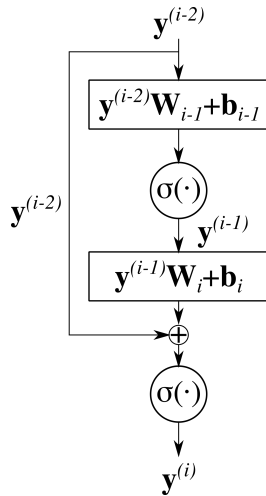 y^(i-2)
y^(i-2)W_{i-1}+b_{i-1}
σ(·)
y^(i-2)
y^(i-1)
y^(i-1)W_i+b_i
+
σ(·)
y^(i)